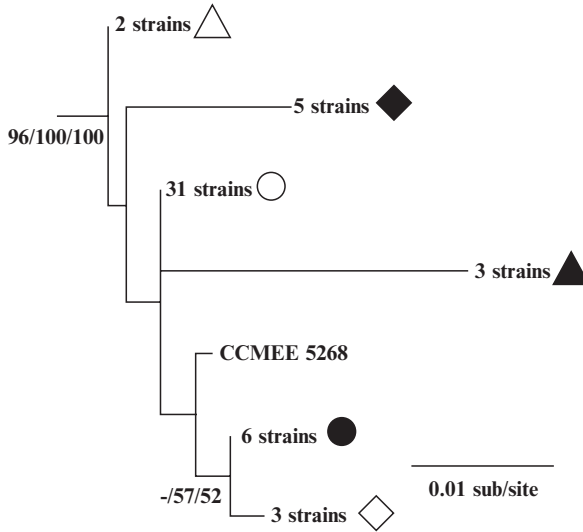 2 strains
5 strains
96/100/100
31 strains
3 strains
CCMEE 5268
6 strains
-/57/52
0.01 sub/site
3 strains